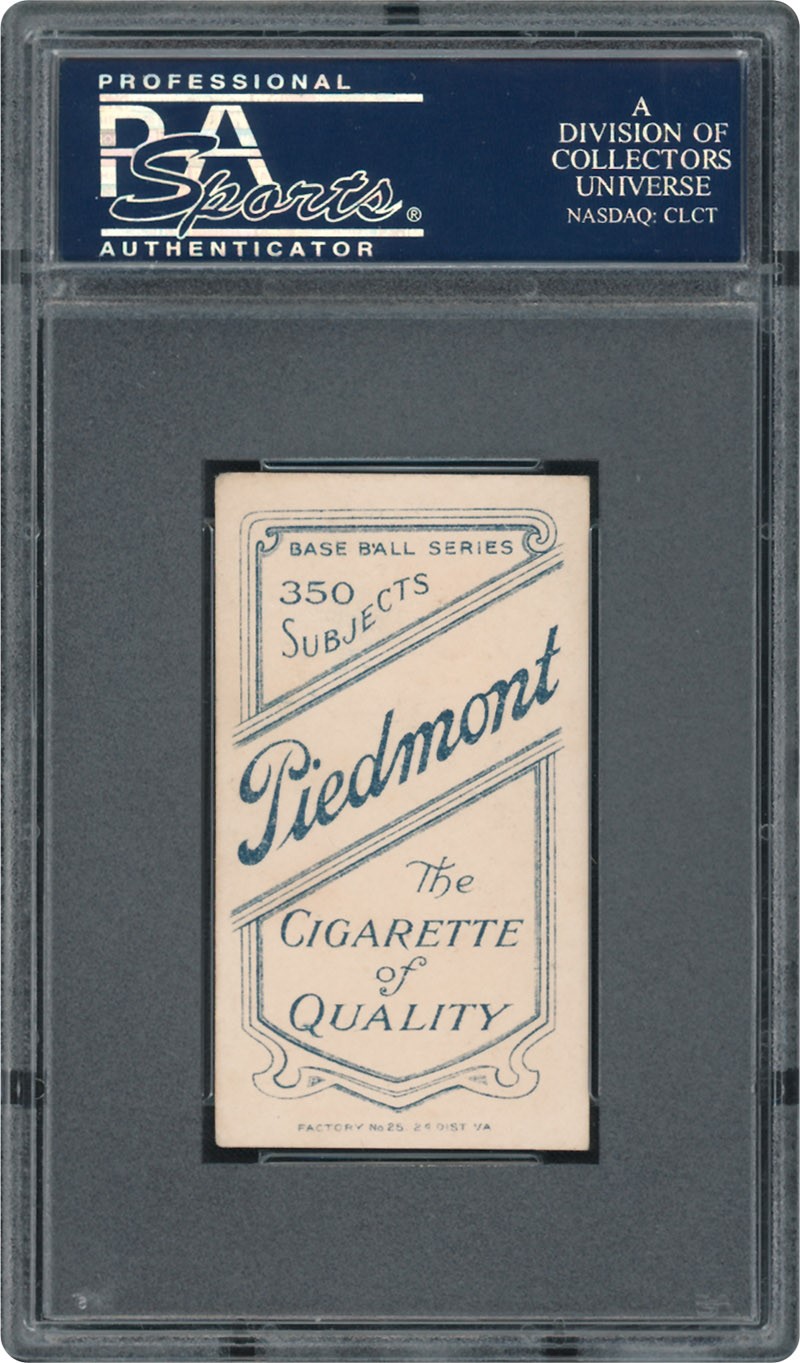 PROFESSIONAL
PSA
Sports®
AUTHENTICATOR
A
DIVISION OF
COLLECTORS
UNIVERSE
NASDAQ: CLCT
BASE BALL SERIES
350
SUBJECTS
Piedmont
The
CIGARETTE
of
QUALITY
FACTORY No 25. 2d DIST VA